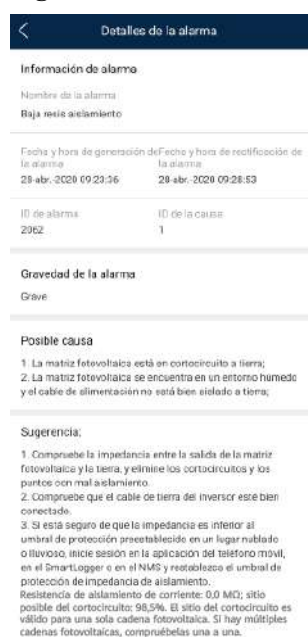 Detalles de la alarma
Información de alarma
Nombre de la alarma
Baja resis aislamiento
Fecha y hora de generación de Fecha y hora de rectificación de
la alarma la alarma
28-abr.-2020 09:23:36 28-abr.-2020 09:28:53
ID de alarma ID de la causa
2062 1
Gravedad de la alarma
Grave
Posible causa
1. La matriz fotovoltaica está en cortocircuito a tierra;
2. La matriz fotovoltaica se encuentra en un entorno húmedo
y el cable de alimentación no está bien aislado a tierra;
Sugerencia:
1. Compruebe la impedancia entre la salida de la matriz
fotovoltaica y la tierra, y elimine los cortocircuitos y los
puntos con mal aislamiento.
2. Compruebe que el cable de tierra del inversor esté bien
conectado.
3. Si está seguro de que la impedancia es inferior al
umbral de protección preestablecido en un lugar nublado
o lluvioso, inicie sesión en la aplicación del teléfono móvil,
en el SmartLogger o en el NMS y reestablezca el umbral de
protección de impedancia de aislamiento.
Resistencia de aislamiento de corriente: 0,0 MΩ; sitio
posible del cortocircuito: 98,5%. El sitio del cortocircuito es
válido para una sola cadena fotovoltaica. Si hay múltiples
cadenas fotovoltaicas, compruébelas una a una.